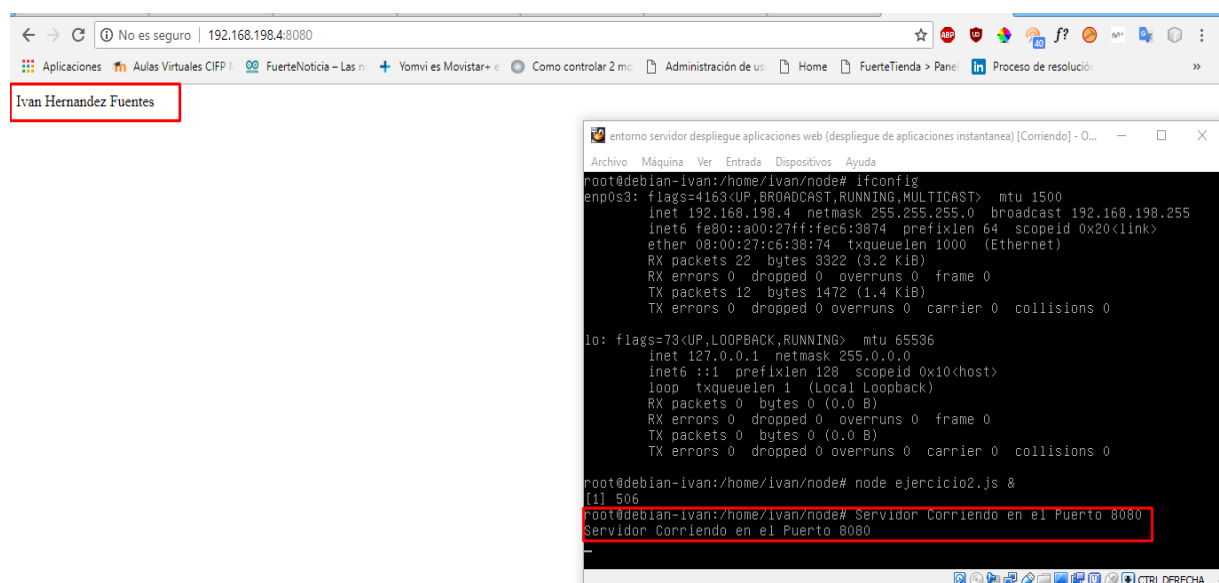 No es seguro | 192.168.198.4:8080
ABP
40
f?
Aplicaciones
Aulas Virtuales CIFP
FuerteNoticia – Las n
Yomvi es Movistar+ e
Como controlar 2 mo
Administración de us
Home
FuerteTienda > Pane
Proceso de resolució
»
Ivan Hernandez Fuentes
entorno servidor despliegue aplicaciones web (despliegue de aplicaciones instantanea) [Corriendo] - O...
Archivo Máquina Ver Entrada Dispositivos Ayuda
root@debian-ivan:/home/ivan/node# ifconfig
enp0s3: flags=4163<UP,BROADCAST,RUNNING,MULTICAST> mtu 1500
inet 192.168.198.4 netmask 255.255.255.0 broadcast 192.168.198.255
inet6 fe80::a00:27ff:fec6:3874 prefixlen 64 scopeid 0x20<link>
ether 08:00:27:c6:38:74 txqueuelen 1000 (Ethernet)
RX packets 22 bytes 3322 (3.2 KiB)
RX errors 0 dropped 0 overruns 0 frame 0
TX packets 12 bytes 1472 (1.4 KiB)
TX errors 0 dropped 0 overruns 0 carrier 0 collisions 0
lo: flags=73<UP,LOOPBACK,RUNNING> mtu 65536
inet 127.0.0.1 netmask 255.0.0.0
inet6 ::1 prefixlen 128 scopeid 0x10<host>
loop txqueuelen 1 (Local Loopback)
RX packets 0 bytes 0 (0.0 B)
RX errors 0 dropped 0 overruns 0 frame 0
TX packets 0 bytes 0 (0.0 B)
TX errors 0 dropped 0 overruns 0 carrier 0 collisions 0
root@debian-ivan:/home/ivan/node# node ejercicio2.js &
[1] 506
root@debian-ivan:/home/ivan/node# Servidor Corriendo en el Puerto 8080
Servidor Corriendo en el Puerto 8080
CTRL DERECHA